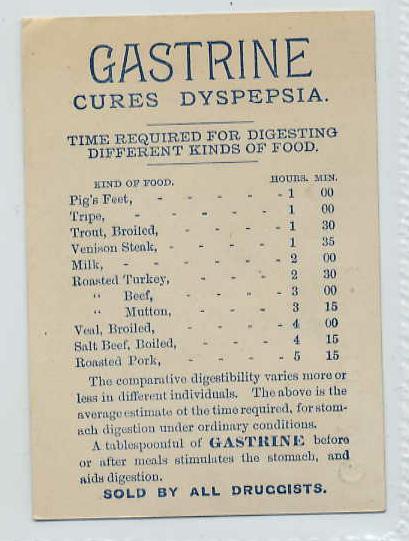 GASTRINE
CURES DYSPEPSIA.
TIME REQUIRED FOR DIGESTING
DIFFERENT KINDS OF FOOD.
KIND OF FOOD. HOURS. MIN.
Pig's Feet, - - - - - 1 00
Tripe, - - - - - 1 00
Trout, Broiled, - - - - 1 30
Venison Steak, - - - - 1 35
Milk, - - - - - 2 00
Roasted Turkey, - - - - 2 30
" Beef, - - - - 3 00
" Mutton, - - - 3 15
Veal, Broiled, - - - - 4 00
Salt Beef, Boiled, - - - - 4 15
Roasted Pork, - - - - 5 15
The comparative digestibility varies more or
less in different individuals. The above is the
average estimate ot the time required, for stom-
ach digestion under ordinary conditions.
A tablespoonful of GASTRINE before
or after meals stimulates the stomach, and
aids digestion.
SOLD BY ALL DRUGGISTS.